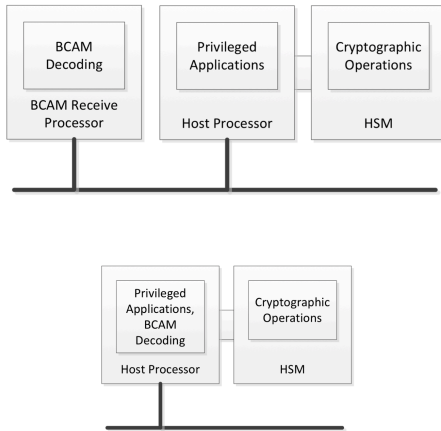 BCAM
Decoding
BCAM Receive
Processor
Privileged
Applications
Host Processor
Cryptographic
Operations
HSM
Privileged
Applications,
BCAM
Decoding
Host Processor
Cryptographic
Operations
HSM